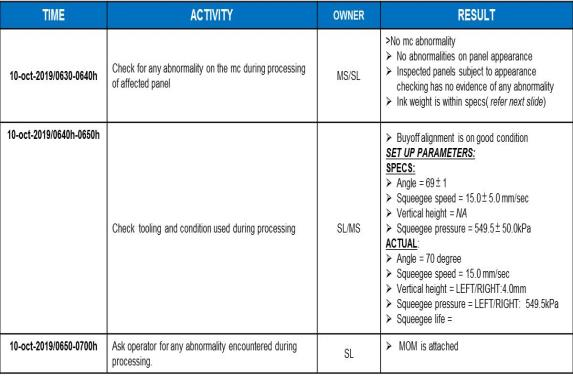 TIME ACTIVITY OWNER RESULT
10-oct-2019/0630-0640h
Check for any abnormality on the mc during processing
of affected panel
MS/SL
>No mc abnormality
➢ No abnormalities on panel appearance
➢ Inspected panels subject to appearance
checking has no evidence of any abnormality
➢ Ink weight is within specs( refer next slide)
10-oct-2019/0640h-0650h
Check tooling and condition used during processing
SL/MS
➢ Buyoff alignment is on good condition
SET UP PARAMETERS:
SPECS:
➢ Angle = 69 ± 1
➢ Squeegee speed = 15.0 ± 5.0 mm/sec
➢ Vertical height = NA
➢ Squeegee pressure = 549.5 ± 50.0kPa
ACTUAL:
➢ Angle = 70 degree
➢ Squeegee speed = 15.0 mm/sec
➢ Vertical height = LEFT/RIGHT:4.0mm
➢ Squeegee pressure = LEFT/RIGHT: 549.5kPa
➢ Squeegee life =
10-oct-2019/0650-0700h
Ask operator for any abnormality encountered during
processing.
SL
➢ MOM is attached